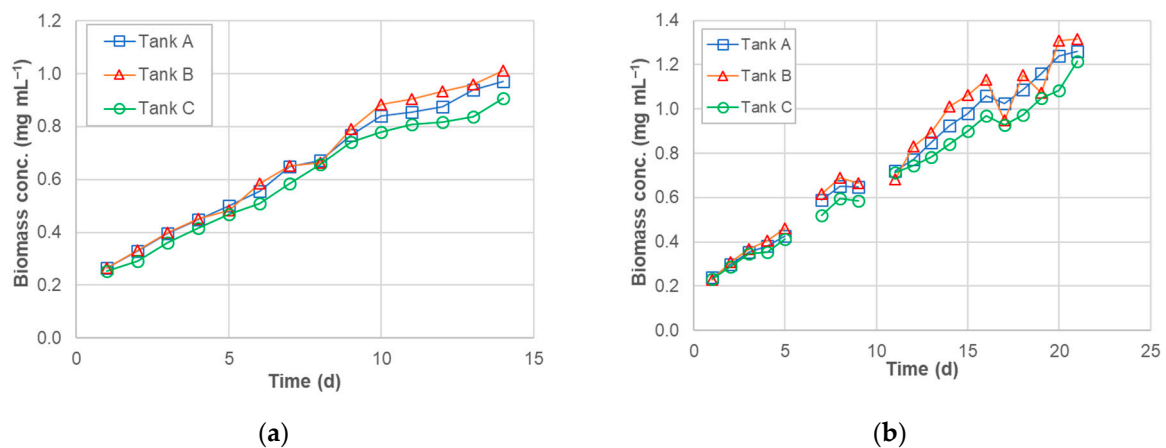 1.2
1.0
0.8
0.6
0.4
0.2
0.0
Biomass conc. (mg mL⁻¹)
Tank A
Tank B
Tank C
0 5 10 15
Time (d)
(a)
1.4
1.2
1.0
0.8
0.6
0.4
0.2
0.0
Biomass conc. (mg mL⁻¹)
Tank A
Tank B
Tank C
0 5 10 15 20 25
Time (d)
(b)